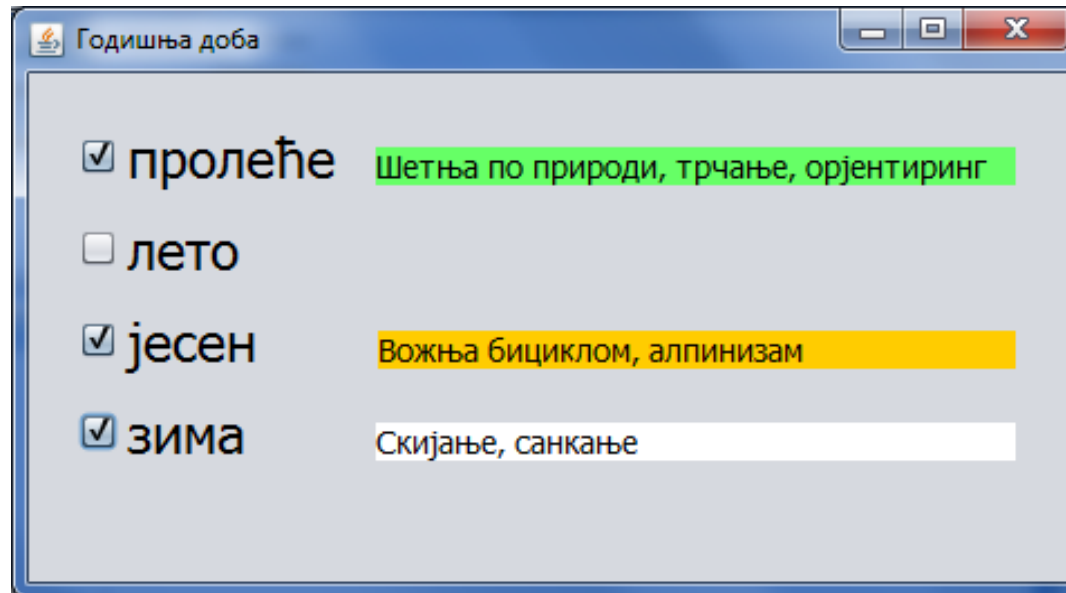 Годишња доба
пролеће Шетња по природи, трчање, орјентиринг
лето
јесен Вожња бициклом, алпинизам
зима Скијање, санкање